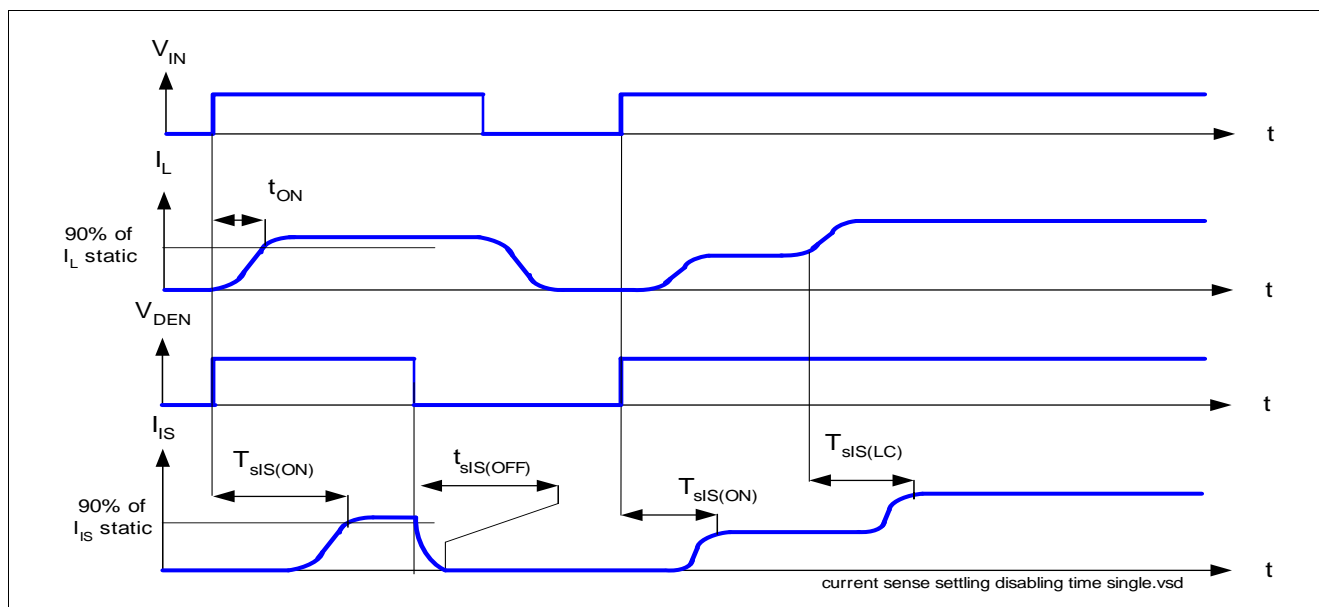 V_IN
t
I_L
t_ON
90% of
I_L static
t
V_DEN
t
I_IS
T_sIS(ON)
t_sIS(OFF)
T_sIS(LC)
T_sIS(ON)
90% of
I_IS static
t
current sense settling disabling time single.vsd